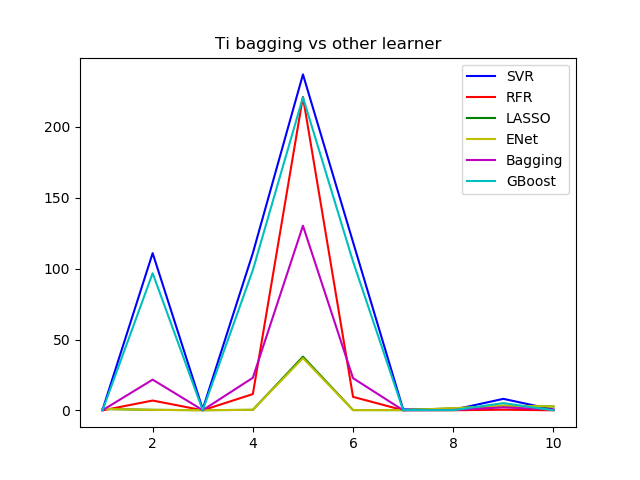 Ti bagging vs other learner
SVR
RFR
LASSO
ENet
Bagging
GBoost
200
150
100
50
0
2 4 6 8 10